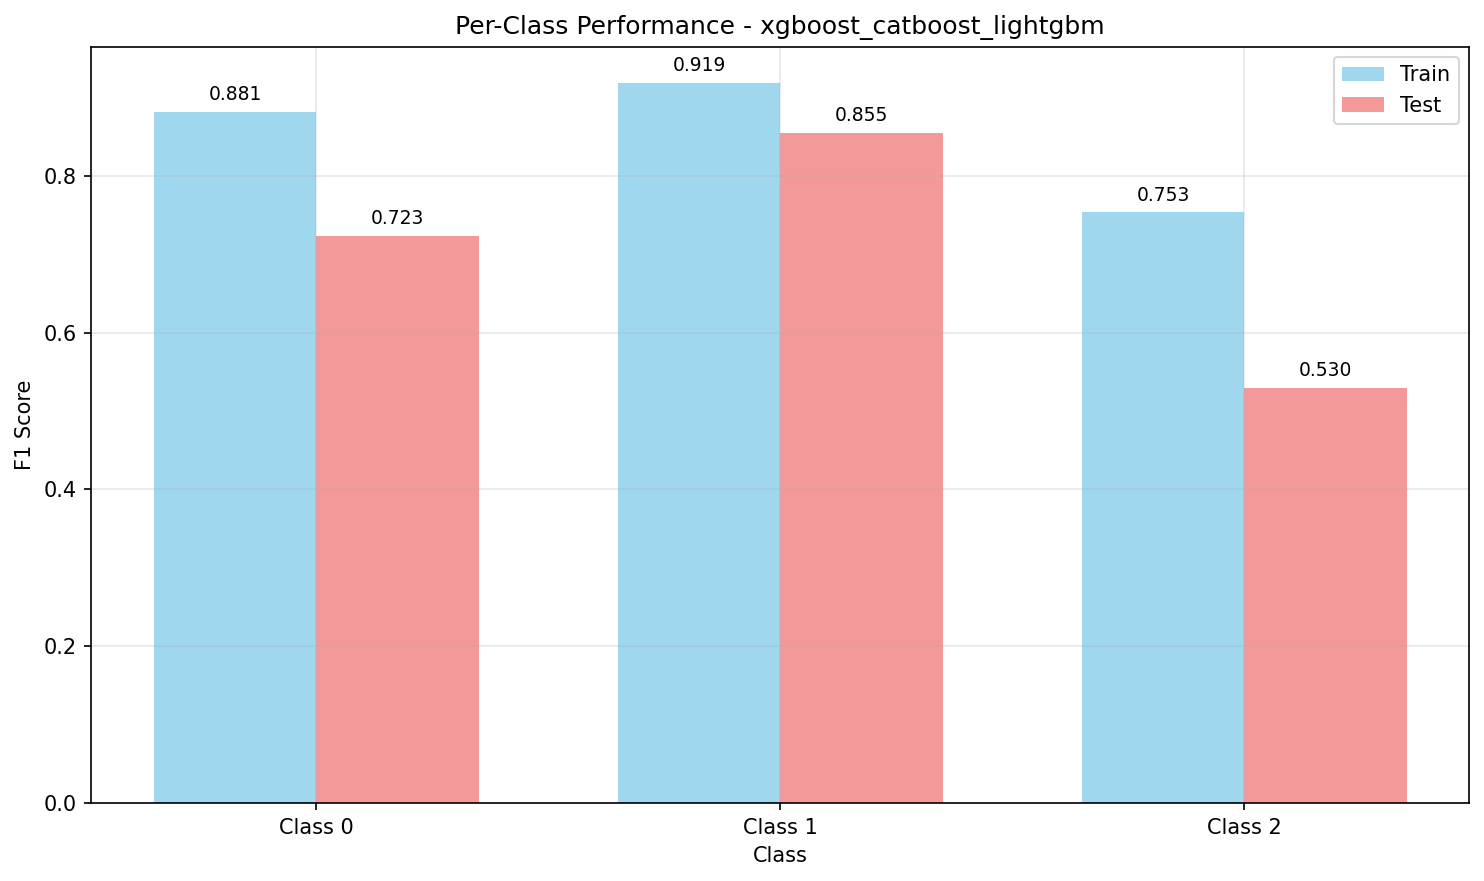 Per-Class Performance - xgboost_catboost_lightgbm
Train
Test
0.881
0.723
0.919
0.855
0.753
0.530
F1 Score
0.8
0.6
0.4
0.2
0.0
Class 0
Class 1
Class 2
Class